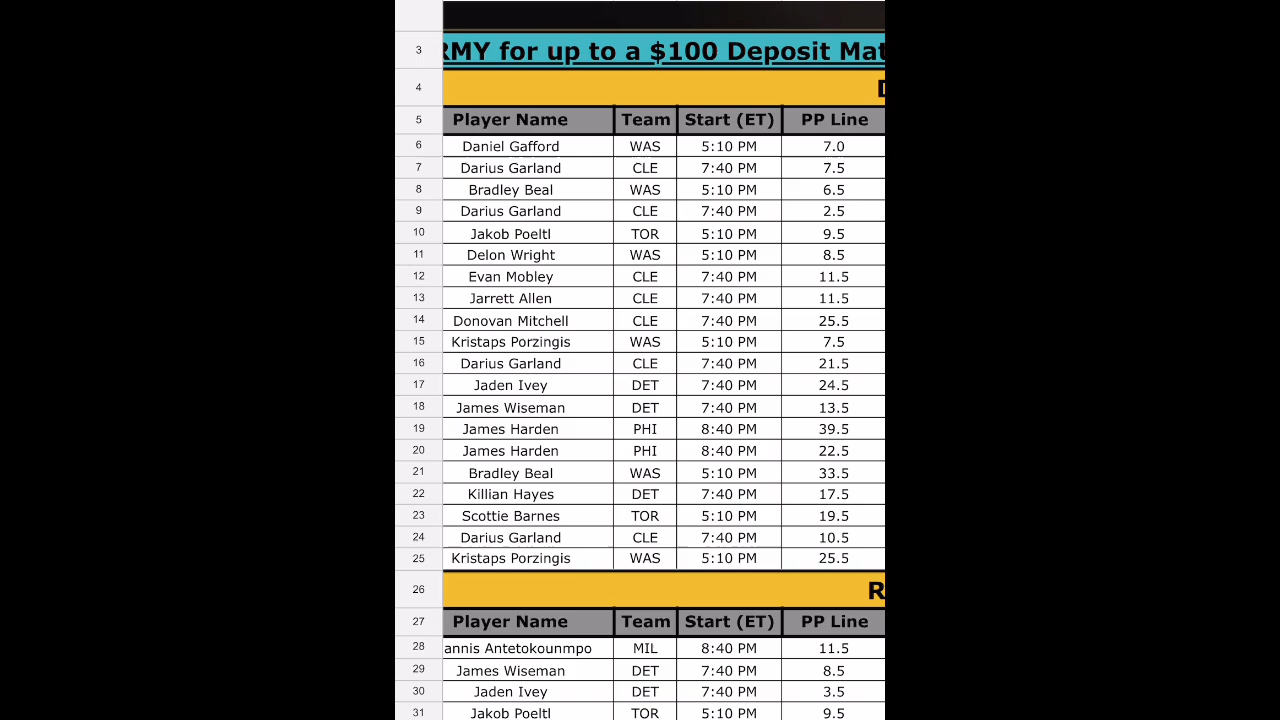 3 RMY for up to a $100 Deposit Mat
4
5 Player Name Team Start (ET) PP Line
6 Daniel Gafford WAS 5:10 PM 7.0
7 Darius Garland CLE 7:40 PM 7.5
8 Bradley Beal WAS 5:10 PM 6.5
9 Darius Garland CLE 7:40 PM 2.5
10 Jakob Poeltl TOR 5:10 PM 9.5
11 Delon Wright WAS 5:10 PM 8.5
12 Evan Mobley CLE 7:40 PM 11.5
13 Jarrett Allen CLE 7:40 PM 11.5
14 Donovan Mitchell CLE 7:40 PM 25.5
15 Kristaps Porzingis WAS 5:10 PM 7.5
16 Darius Garland CLE 7:40 PM 21.5
17 Jaden Ivey DET 7:40 PM 24.5
18 James Wiseman DET 7:40 PM 13.5
19 James Harden PHI 8:40 PM 39.5
20 James Harden PHI 8:40 PM 22.5
21 Bradley Beal WAS 5:10 PM 33.5
22 Killian Hayes DET 7:40 PM 17.5
23 Scottie Barnes TOR 5:10 PM 19.5
24 Darius Garland CLE 7:40 PM 10.5
25 Kristaps Porzingis WAS 5:10 PM 25.5
26 R
27 Player Name Team Start (ET) PP Line
28 annis Antetokounmpo MIL 8:40 PM 11.5
29 James Wiseman DET 7:40 PM 8.5
30 Jaden Ivey DET 7:40 PM 3.5
31 Jakob Poeltl TOR 5:10 PM 9.5